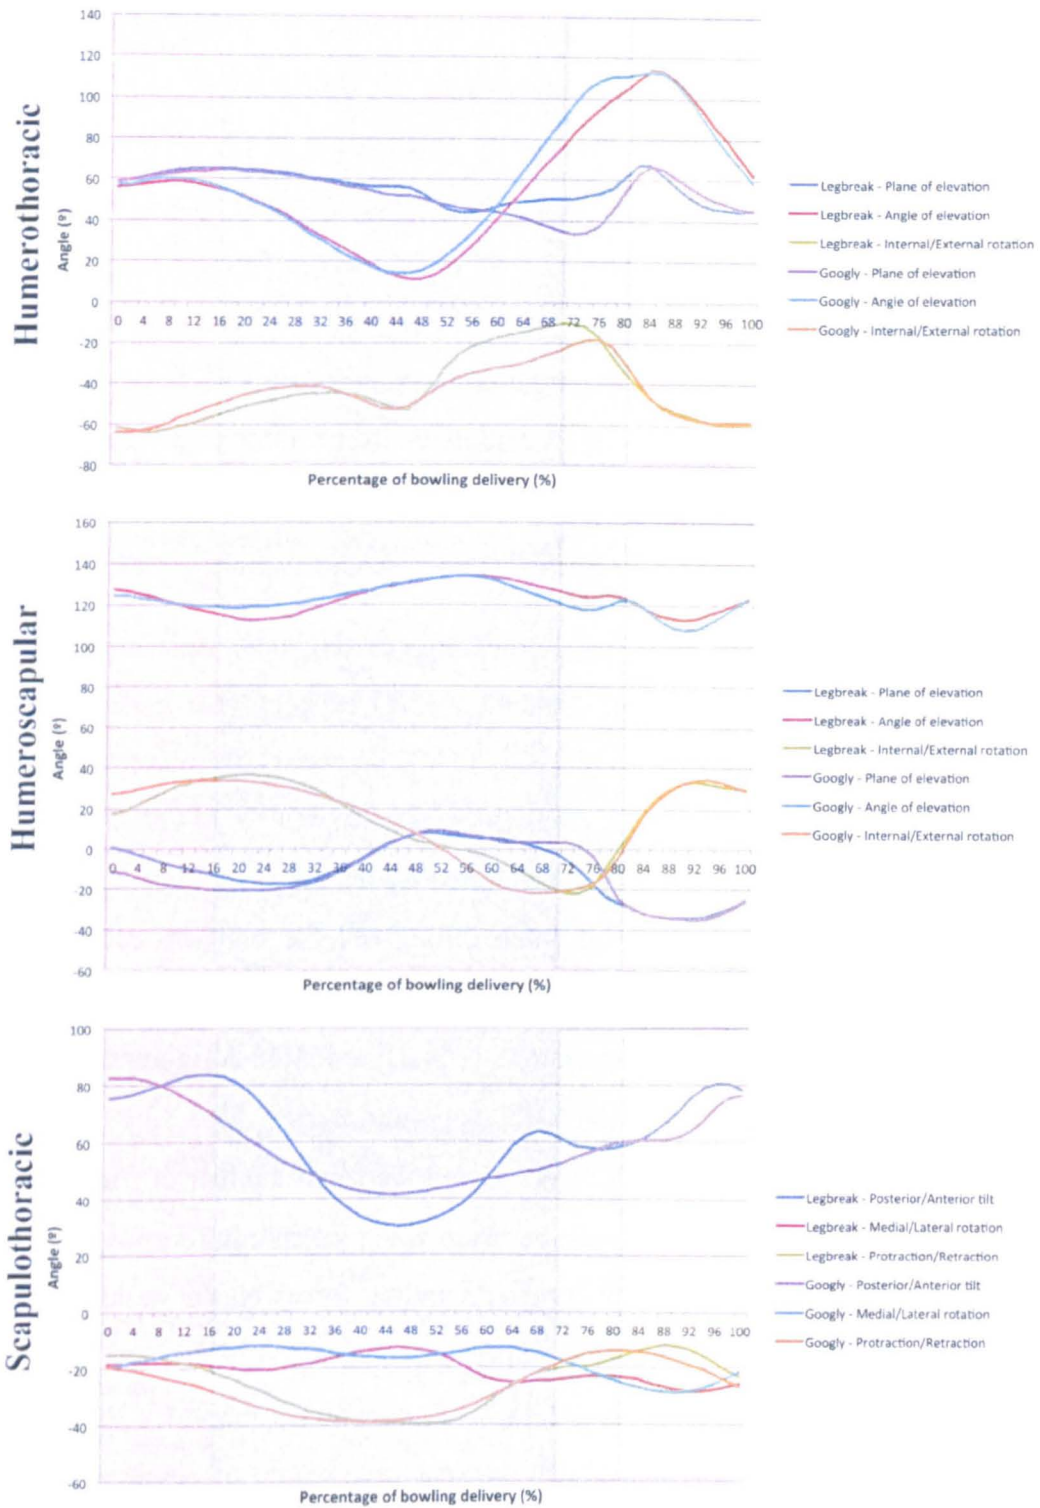 Humerothoracic
Angle (º)
140
120
100
80
60
40
20
0
-20
-40
-60
-80
0 4 8 12 16 20 24 28 32 36 40 44 48 52 56 60 64 68 72 76 80 84 88 92 96 100
Percentage of bowling delivery (%)
Legbreak - Plane of elevation
Legbreak - Angle of elevation
Legbreak - Internal/External rotation
Googly - Plane of elevation
Googly - Angle of elevation
Googly - Internal/External rotation
Humeroscapular
Angle (º)
160
140
120
100
80
60
40
20
0
-20
-40
-60
0 4 8 12 16 20 24 28 32 36 40 44 48 52 56 60 64 68 72 76 80 84 88 92 96 100
Percentage of bowling delivery (%)
Legbreak - Plane of elevation
Legbreak - Angle of elevation
Legbreak - Internal/External rotation
Googly - Plane of elevation
Googly - Angle of elevation
Googly - Internal/External rotation
Scapulothoracic
Angle (º)
100
80
60
40
20
0
-20
-40
-60
0 4 8 12 16 20 24 28 32 36 40 44 48 52 56 60 64 68 72 76 80 84 88 92 96 100
Percentage of bowling delivery (%)
Legbreak - Posterior/Anterior tilt
Legbreak - Medial/Lateral rotation
Legbreak - Protraction/Retraction
Googly - Posterior/Anterior tilt
Googly - Medial/Lateral rotation
Googly - Protraction/Retraction